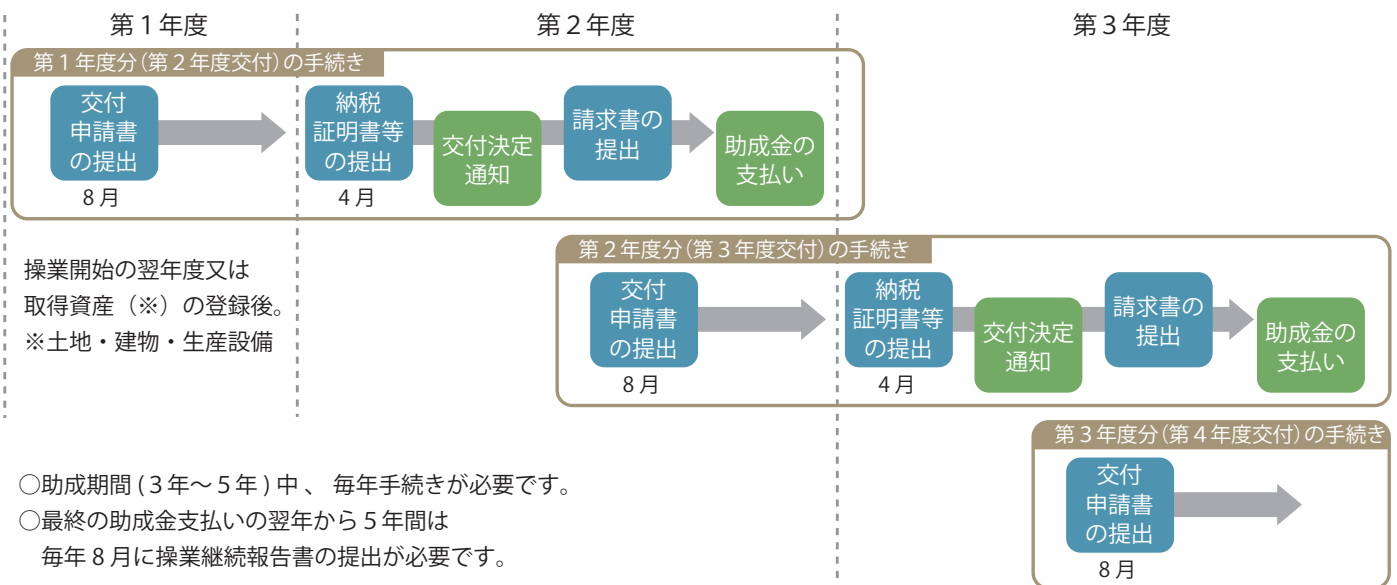 第１年度
第２年度
第３年度
第１年度分（第２年度交付）の手続き
交付
申請書
の提出
８月
納税
証明書等
の提出
４月
交付決定
通知
請求書の
提出
助成金の
支払い
操業開始の翌年度又は
取得資産（※）の登録後。
※土地・建物・生産設備
第２年度分（第３年度交付）の手続き
交付
申請書
の提出
８月
納税
証明書等
の提出
４月
交付決定
通知
請求書の
提出
助成金の
支払い
第３年度分（第４年度交付）の手続き
交付
申請書
の提出
８月
○助成期間(３年～５年)中、毎年手続きが必要です。
○最終の助成金支払いの翌年から５年間は
毎年８月に操業継続報告書の提出が必要です。